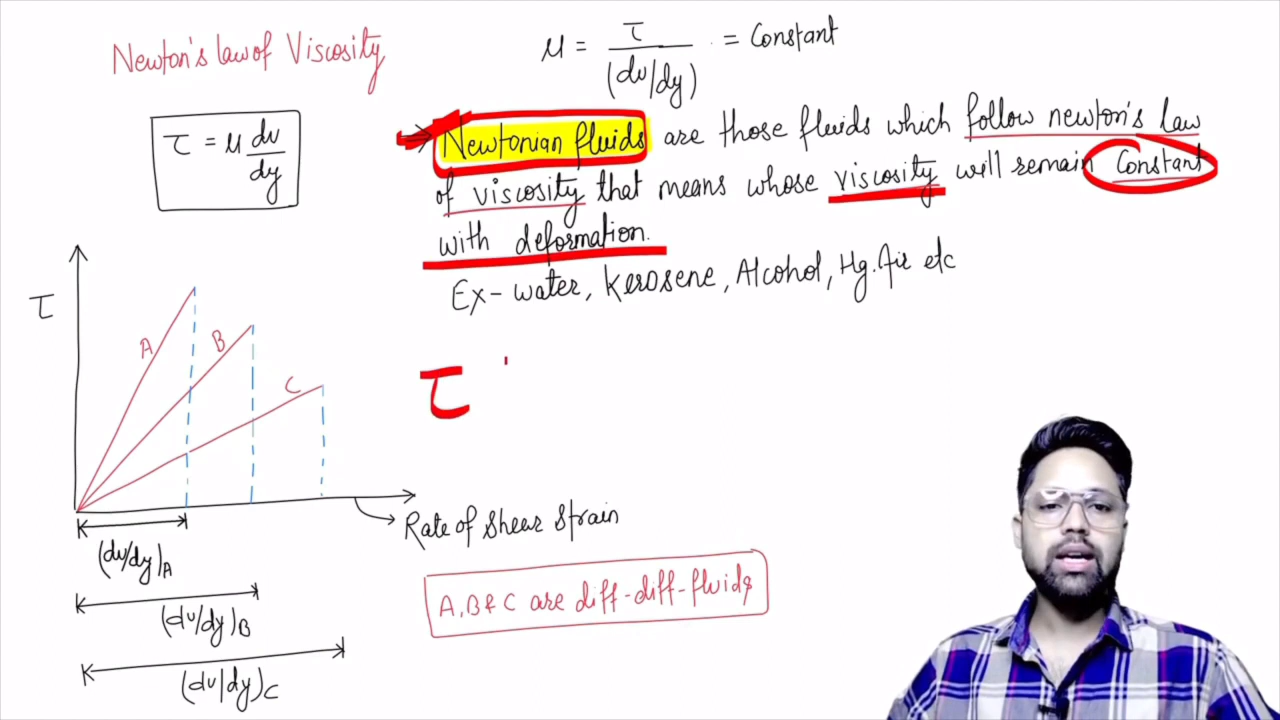 Newton's law of Viscosity
τ = μ du/dy
μ = τ/(du/dy) = Constant
→ Newtonian fluids are those fluids which follow newton's law
of viscosity that means whose viscosity will remain Constant
with deformation.
Ex- water, Kerosene, Alcohol, Hg. Air etc
τ
τ
A
B
C
Rate of Shear Strain
(du/dy)A
(du/dy)B
(du/dy)C
A, B & C are diff-diff-fluids